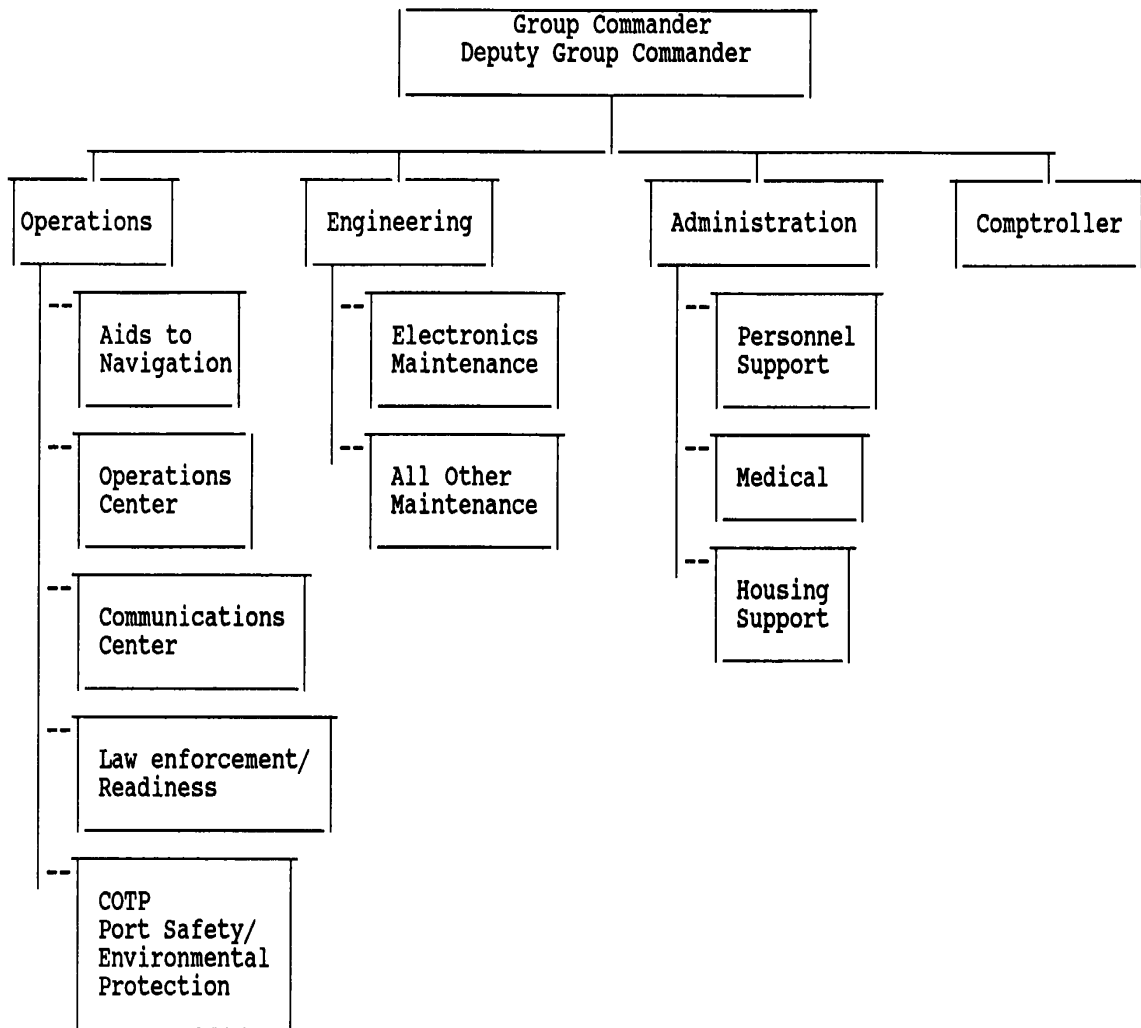 Group Commander
Deputy Group Commander
Operations
Engineering
Administration
Comptroller
Aids to
Navigation
Operations
Center
Communications
Center
Law enforcement/
Readiness
COTP
Port Safety/
Environmental
Protection
Electronics
Maintenance
All Other
Maintenance
Personnel
Support
Medical
Housing
Support